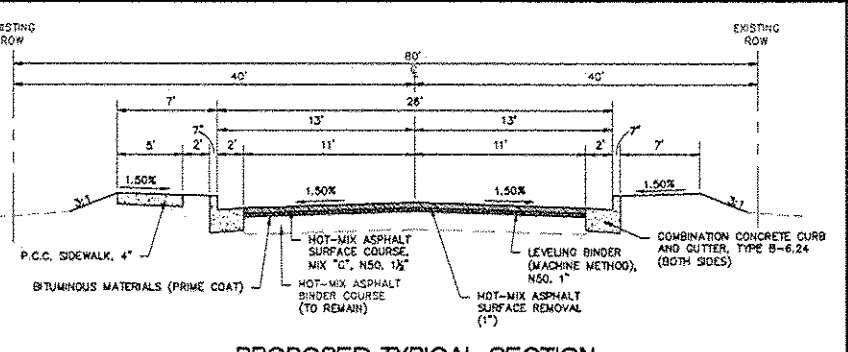 EXISTING
ROW
EXISTING
ROW
80'
40'
40'
7'
26'
13'
13'
7"
7"
5'
2'
2'
11'
11'
2'
7'
1.50%
1.50%
1.50%
1.50%
3:1
3:1
P.C.C. SIDEWALK, 4"
BITUMINOUS MATERIALS (PRIME COAT)
HOT-MIX ASPHALT
SURFACE COURSE,
MIX "C", N50, 1½"
HOT-MIX ASPHALT
BINDER COURSE
(TO REMAIN)
LEVELING BINDER
(MACHINE METHOD),
N50, 1"
HOT-MIX ASPHALT
SURFACE REMOVAL
(1")
COMBINATION CONCRETE CURB
AND GUTTER, TYPE B-6.24
(BOTH SIDES)
PROPOSED TYPICAL SECTION